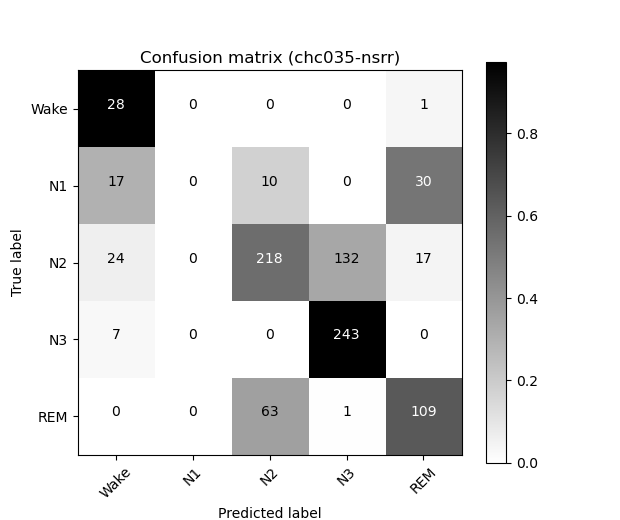 Confusion matrix (chc035-nsrr)
True label
Wake 28 0 0 0 1
N1 17 0 10 0 30
N2 24 0 218 132 17
N3 7 0 0 243 0
REM 0 0 63 1 109
Wake N1 N2 N3 REM
Predicted label
0.8
0.6
0.4
0.2
0.0